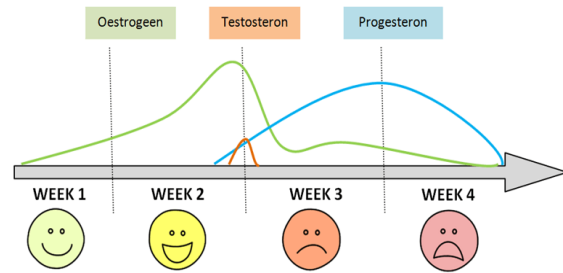 Oestrogeen
Testosteron
Progesteron
WEEK 1
WEEK 2
WEEK 3
WEEK 4